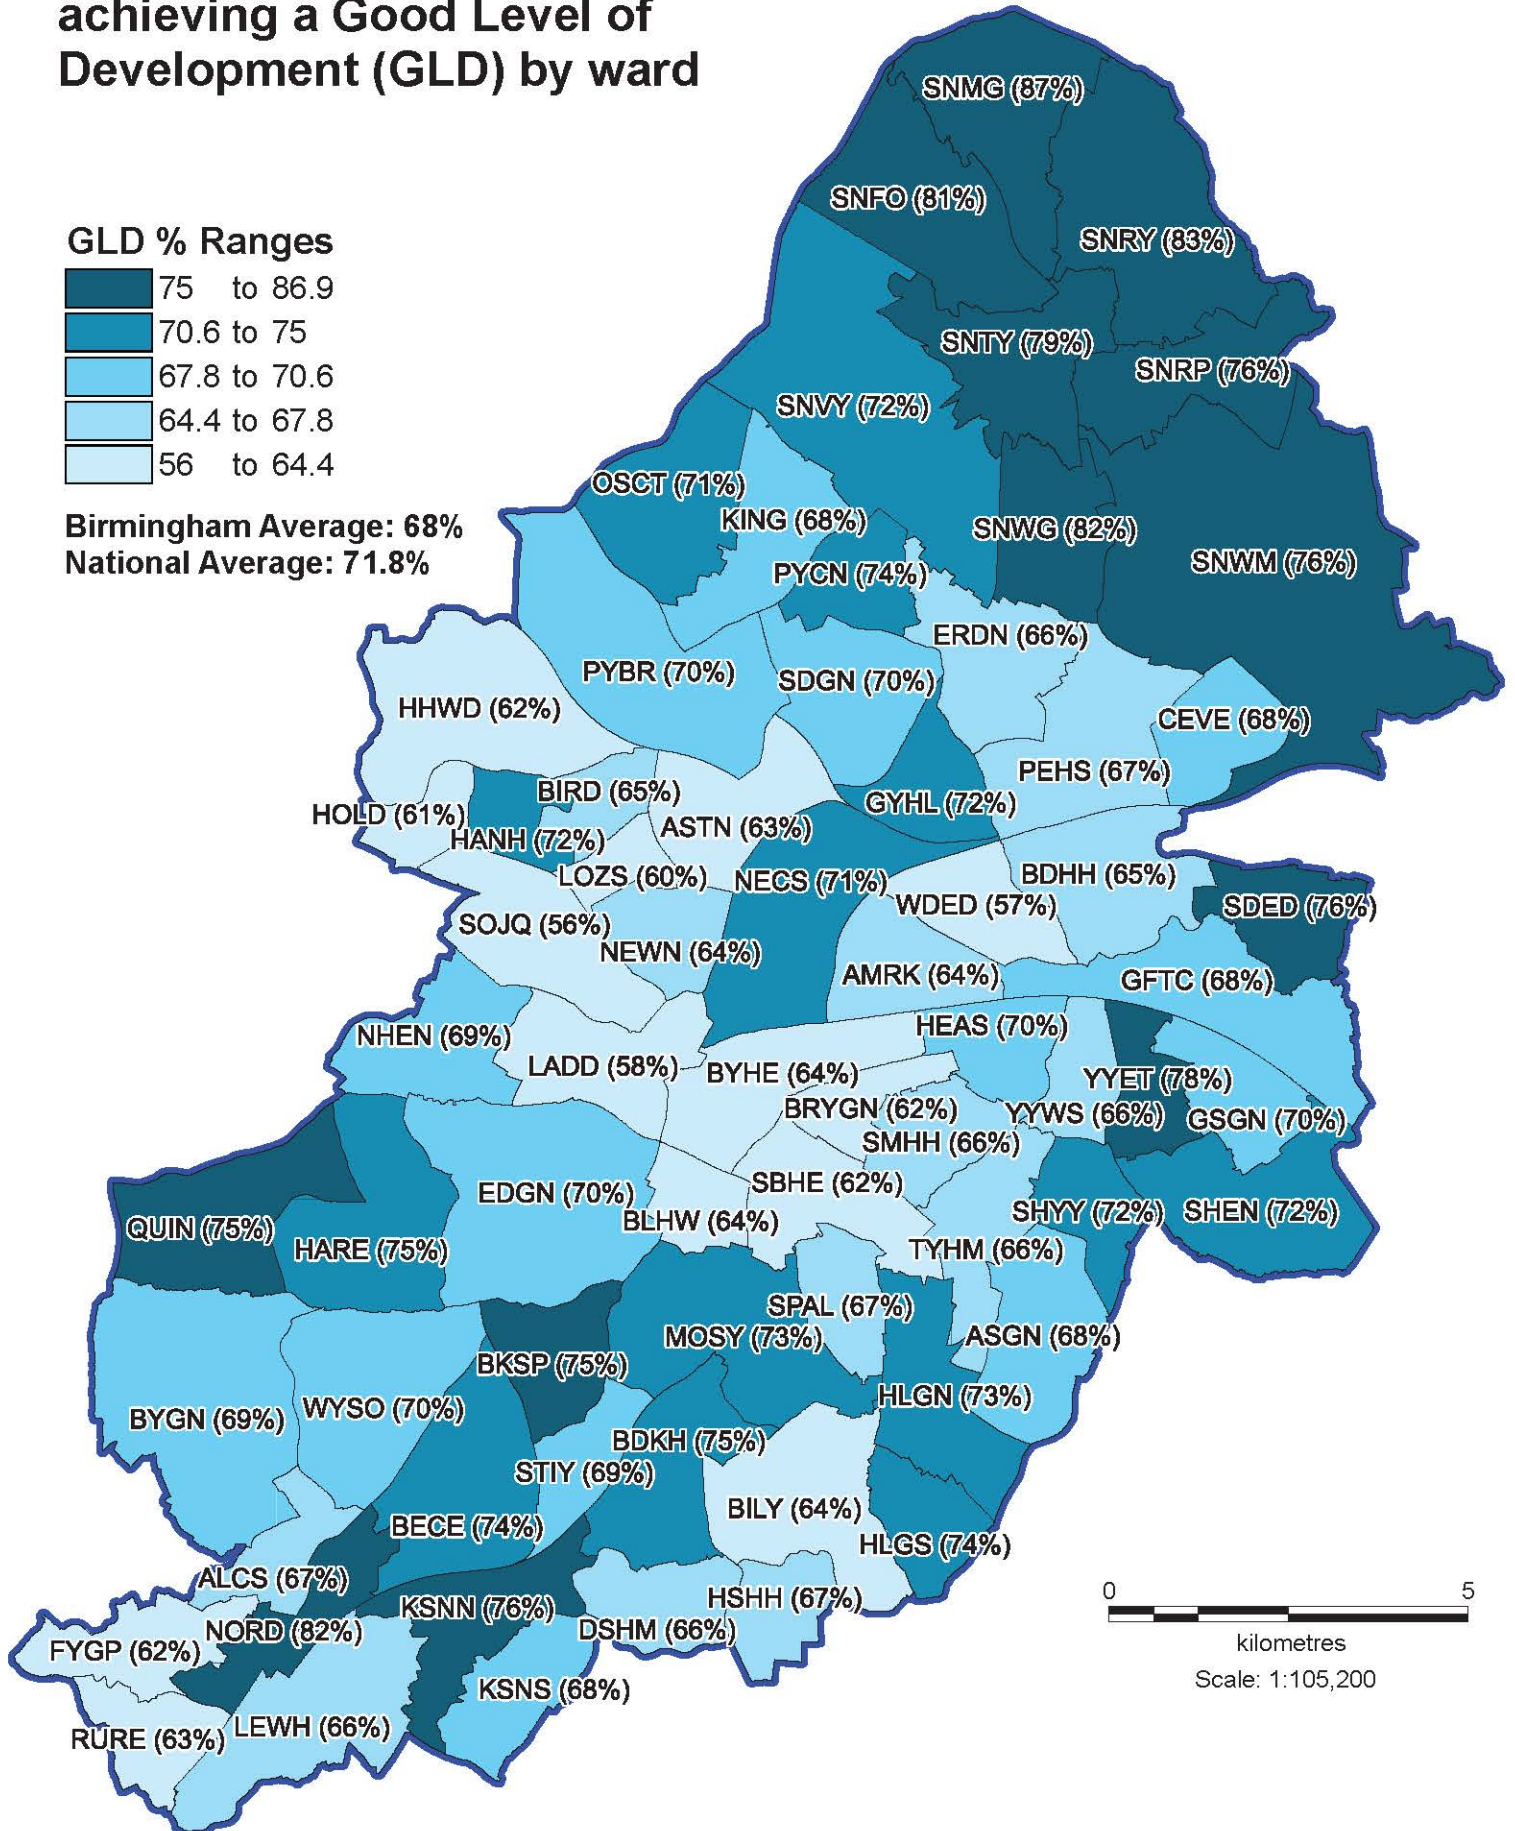 achieving a Good Level of
Development (GLD) by ward
GLD % Ranges
75 to 86.9
70.6 to 75
67.8 to 70.6
64.4 to 67.8
56 to 64.4
Birmingham Average: 68%
National Average: 71.8%
SNMG (87%)
SNFO (81%)
SNRY (83%)
SNTY (79%)
SNRP (76%)
SNVY (72%)
OSCT (71%)
KING (68%)
SNWG (82%)
SNWM (76%)
PYCN (74%)
ERDN (66%)
PYBR (70%)
SDGN (70%)
HHWD (62%)
CEVE (68%)
PEHS (67%)
BIRD (65%)
GYHL (72%)
HOLD (61%)
ASTN (63%)
HANH (72%)
LOZS (60%)
NECS (71%)
BDHH (65%)
WDED (57%)
SDED (76%)
SOJQ (56%)
NEWN (64%)
AMRK (64%)
GFTC (68%)
NHEN (69%)
HEAS (70%)
LADD (58%)
BYHE (64%)
YYET (78%)
BRYGN (62%)
YYWS (66%)
GSGN (70%)
SMHH (66%)
SBHE (62%)
EDGN (70%)
BLHW (64%)
SHYY (72%)
SHEN (72%)
QUIN (75%)
HARE (75%)
TYHM (66%)
SPAL (67%)
MOSY (73%)
ASGN (68%)
BKSP (75%)
HLGN (73%)
BYGN (69%)
WYSO (70%)
BDKH (75%)
STIY (69%)
BILY (64%)
BECE (74%)
HLGS (74%)
ALCS (67%)
HSHH (67%)
KSNN (76%)
NORD (82%)
DSHM (66%)
FYGP (62%)
KSNS (68%)
LEWH (66%)
RURE (63%)
0 5
kilometres
Scale: 1:105,200